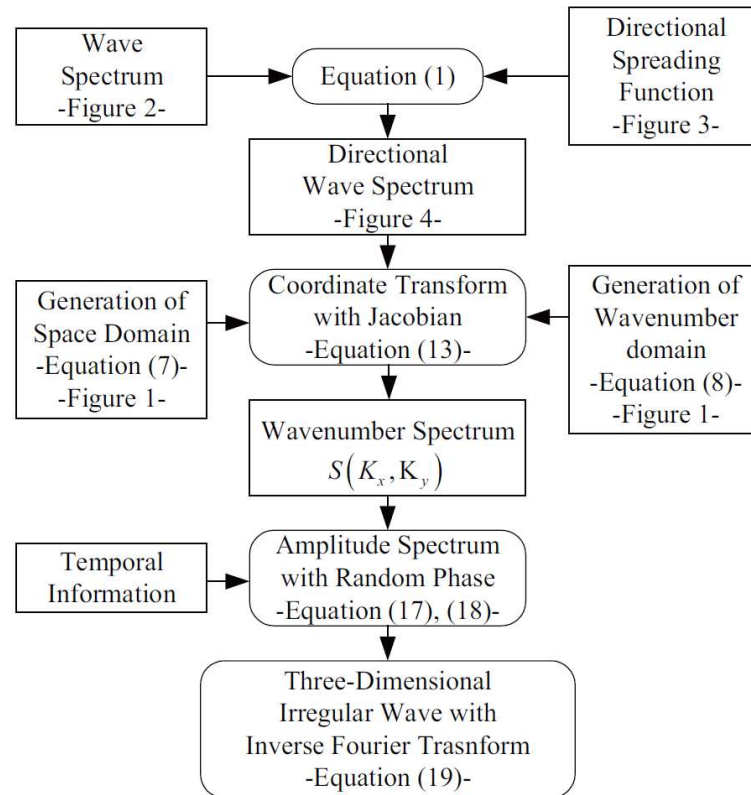 Wave
Spectrum
-Figure 2-
Equation (1)
Directional
Spreading
Function
-Figure 3-
Directional
Wave Spectrum
-Figure 4-
Generation of
Space Domain
-Equation (7)-
-Figure 1-
Coordinate Transform
with Jacobian
-Equation (13)-
Generation of
Wavenumber
domain
-Equation (8)-
-Figure 1-
Wavenumber Spectrum
S(K_x, K_y)
Temporal
Information
Amplitude Spectrum
with Random Phase
-Equation (17), (18)-
Three-Dimensional
Irregular Wave with
Inverse Fourier Trasnform
-Equation (19)-